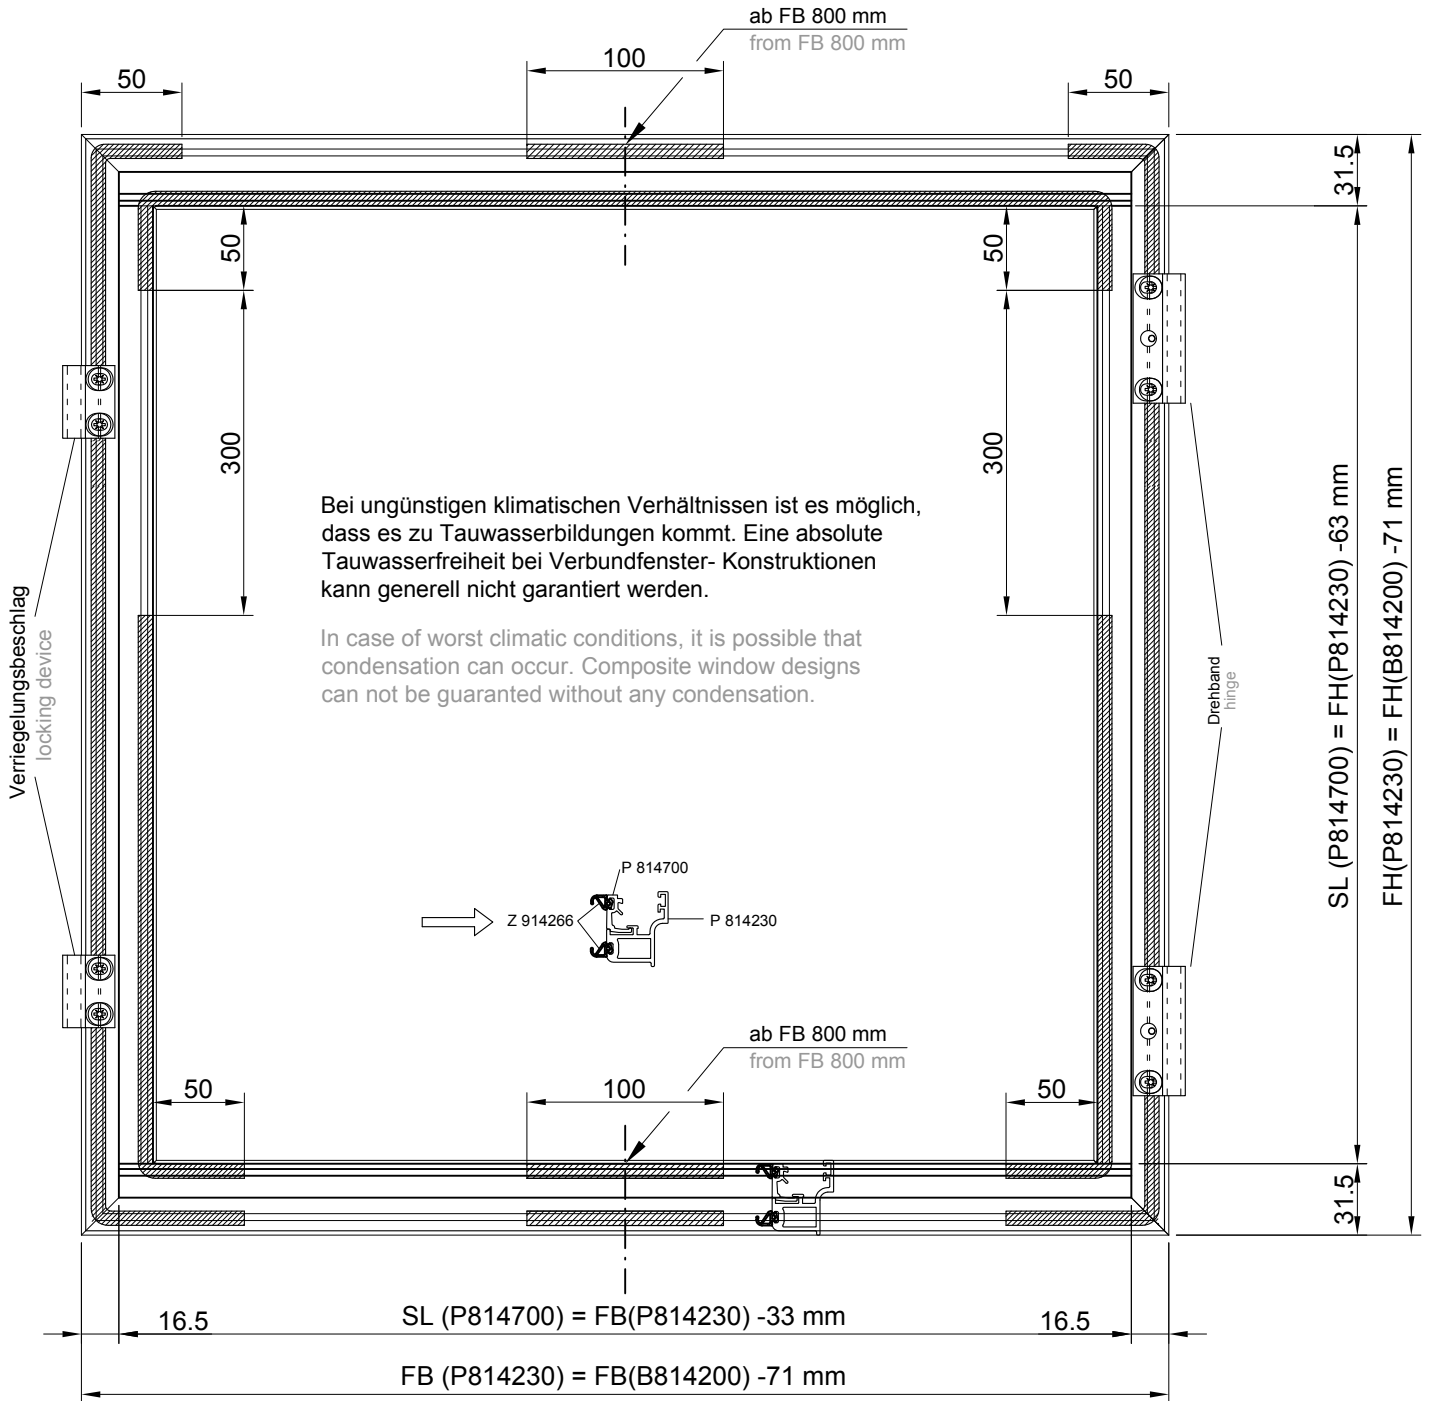 ab FB 800 mm
from FB 800 mm
50
100
50
31.5
50
50
300
300
Bei ungünstigen klimatischen Verhältnissen ist es möglich,
dass es zu Tauwasserbildungen kommt. Eine absolute
Tauwasserfreiheit bei Verbundfenster- Konstruktionen
kann generell nicht garantiert werden.
In case of worst climatic conditions, it is possible that
condensation can occur. Composite window designs
can not be guaranted without any condensation.
Verriegelungsbeschlag
locking device
Drehband
hinge
SL (P814700) = FH(P814230) -63 mm
FH(P814230) = FH(B814200) -71 mm
P 814700
Z 914266
P 814230
ab FB 800 mm
from FB 800 mm
50
100
50
31.5
16.5
SL (P814700) = FB(P814230) -33 mm
16.5
FB (P814230) = FB(B814200) -71 mm